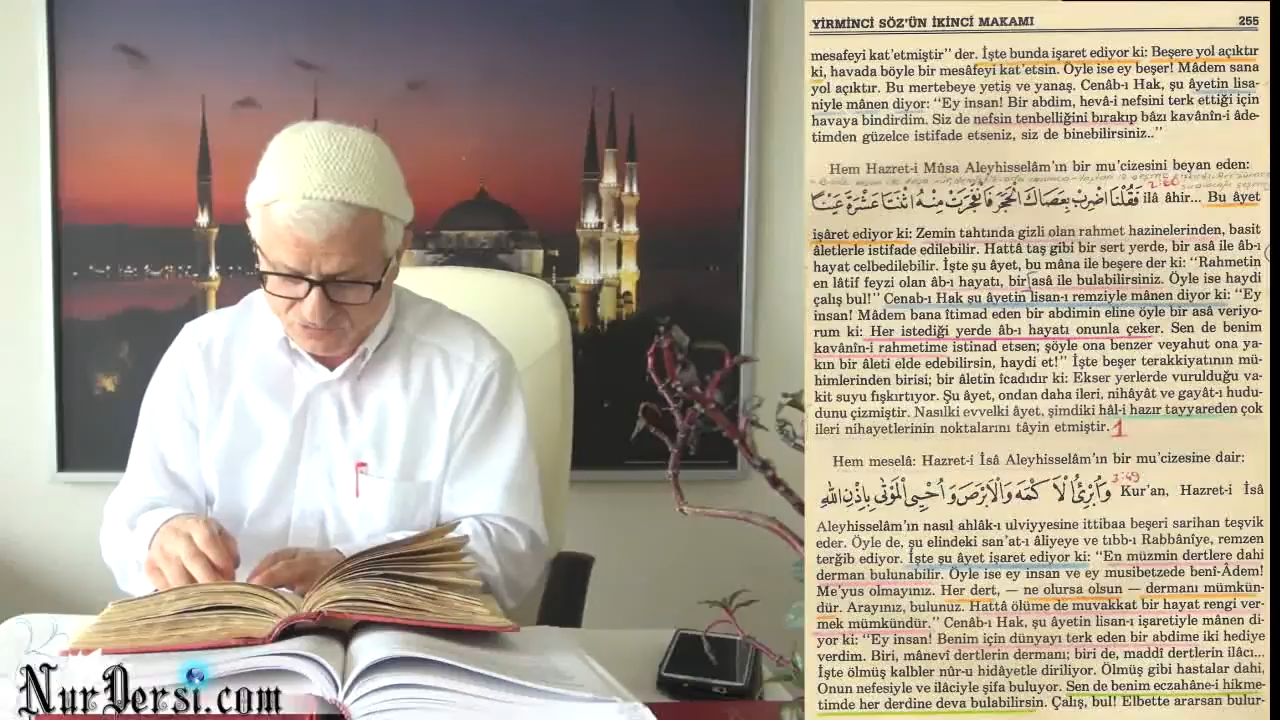 YİRMİNCİ SÖZ'ÜN İKİNCİ MAKAMI 255
mesafeyi kat'etmiştir" der. İşte bunda işaret ediyor ki: Beşere yol açıktır
ki, havada böyle bir mesâfeyi kat'etsin. Öyle ise ey beşer! Mâdem sana
yol açıktır. Bu mertebeye yetiş ve yanaş. Cenâb-ı Hak, şu âyetin lisa-
niyle mânen diyor: "Ey insan! Bir abdim, hevâ-i nefsini terk ettiği için
havaya bindirdim. Siz de nefsin tenbelliğini bırakıp bâzı kavânîn-i âde-
timden güzelce istifade etseniz, siz de binebilirsiniz.."
Hem Hazret-i Mûsa Aleyhisselâm'ın bir mu'cizesini beyan eden:
فَقُلْنَا اضْرِبْ بِعَصَاكَ الْحَجَرَ فَانْفَجَرَتْ مِنْهُ اثْنَتَا عَشْرَةَ عَيْنًا ilâ âhir... Bu âyet
işâret ediyor ki: Zemin tahtında gizli olan rahmet hazinelerinden, basit
âletlerle istifade edilebilir. Hattâ taş gibi bir sert yerde, bir asâ ile âb-ı
hayat celbedilebilir. İşte şu âyet, bu mâna ile beşere der ki: "Rahmetin
en lâtif feyzi olan âb-ı hayatı, bir asâ ile bulabilirsiniz. Öyle ise haydi
çalış bul!" Cenab-ı Hak şu âyetin lisan-ı remziyle mânen diyor ki: "Ey
insan! Mâdem bana îtimad eden bir abdimin eline öyle bir asâ veriyo-
rum ki: Her istediği yerde âb-ı hayatı onunla çeker. Sen de benim
kavânîn-i rahmetime istinad etsen; şöyle ona benzer veyahut ona ya-
kın bir âleti elde edebilirsin, haydi et!" İşte beşer terakkiyatının mü-
himlerinden birisi; bir âletin îcadıdır ki: Ekser yerlerde vurulduğu va-
kit suyu fışkırtıyor. Şu âyet, ondan daha ileri, nihâyât ve gayât-ı hudu-
dunu çizmiştir. Nasılki evvelki âyet, şimdiki hâl-i hazır tayyareden çok
ileri nihayetlerinin noktalarını tâyin etmiştir. 1
Hem meselâ: Hazret-i İsâ Aleyhisselâm'ın bir mu'cizesine dair:
3:49
وَاُبْرِئُ الْاَكْمَهَ وَالْاَبْرَصَ وَاُحْيِى الْمَوْتٰى بِاِذْنِ اللّٰهِ Kur'an, Hazret-i İsâ
Aleyhisselâm'ın nasıl ahlâk-ı ulviyyesine ittibaa beşeri sarihan teşvik
eder. Öyle de, şu elindeki san'at-ı âliyeye ve tıbb-ı Rabbânîye, remzen
terğib ediyor. İşte şu âyet işaret ediyor ki: "En müzmin dertlere dahi
derman bulunabilir. Öyle ise ey insan ve ey musibetzede benî-Âdem!
Me'yus olmayınız. Her dert, — ne olursa olsun — dermanı mümkün-
dür. Arayınız, bulunuz. Hattâ ölüme de muvakkat bir hayat rengi ver-
mek mümkündür." Cenâb-ı Hak, şu âyetin lisan-ı işaretiyle mânen di-
yor ki: "Ey insan! Benim için dünyayı terk eden bir abdime iki hediye
verdim. Biri, mânevî dertlerin dermanı; biri de, maddî dertlerin ilâcı...
İşte ölmüş kalbler nûr-u hidâyetle diriliyor. Ölmüş gibi hastalar dahi,
Onun nefesiyle ve ilâciyle şifa buluyor. Sen de benim eczahâne-i hikme-
timde her derdine deva bulabilirsin. Çalış, bul! Elbette ararsan bulur-
NurDersi.com